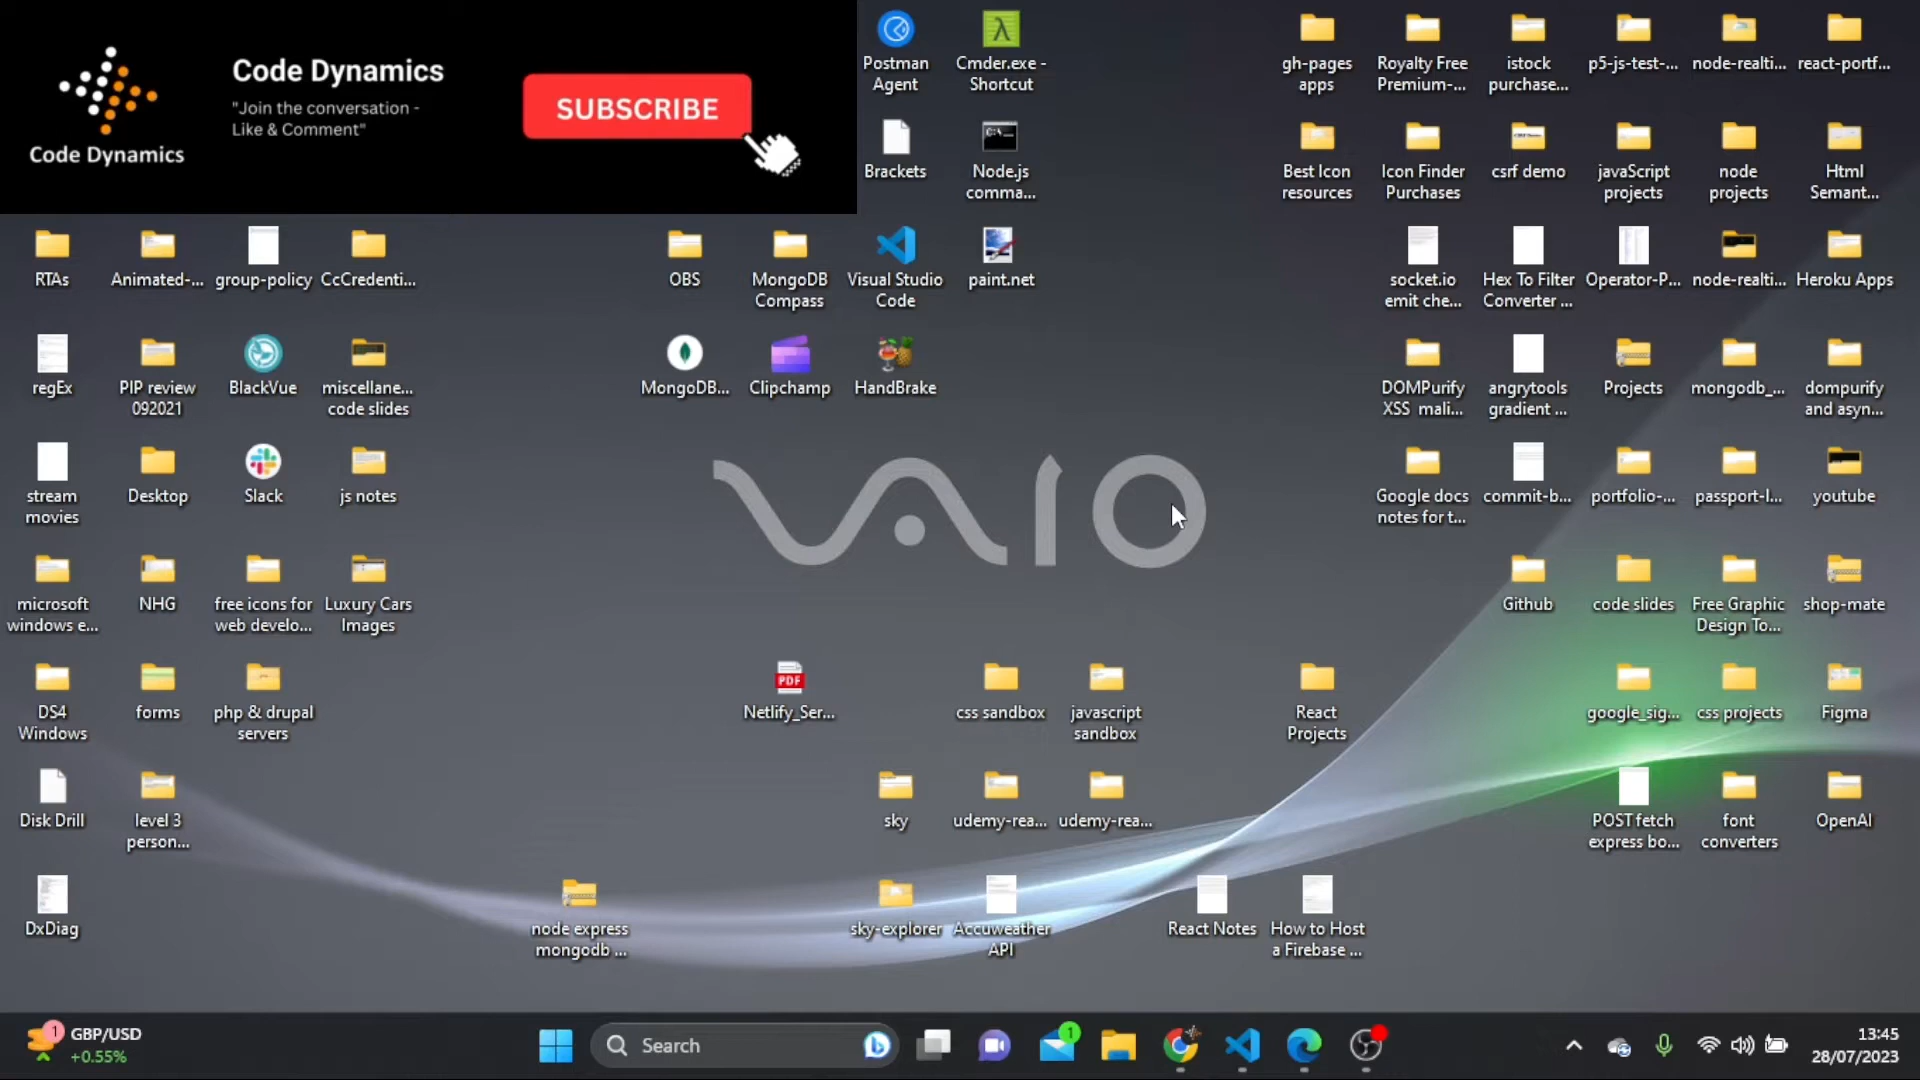 Code Dynamics
"Join the conversation -
Like & Comment"
Code Dynamics
SUBSCRIBE
Postman
Agent
Cmder.exe -
Shortcut
gh-pages
apps
Royalty Free
Premium-...
istock
purchase...
p5-js-test-...
node-realti...
react-portf...
Brackets
Node.js
comma...
Best Icon
resources
Icon Finder
Purchases
csrf demo
javaScript
projects
node
projects
Html
Semant...
RTAs
Animated-...
group-policy
CcCredenti...
OBS
MongoDB
Compass
Visual Studio
Code
paint.net
socket.io
emit che...
Hex To Filter
Converter ...
Operator-P...
node-realti...
Heroku Apps
regEx
PIP review
092021
BlackVue
miscellane...
code slides
MongoDB...
Clipchamp
HandBrake
DOMPurify
XSS mali...
angrytools
gradient ...
Projects
mongodb_...
dompurify
and asyn...
stream
movies
Desktop
Slack
js notes
VAIO
Google docs
notes for t...
commit-b...
portfolio-...
passport-l...
youtube
microsoft
windows e...
NHG
free icons for
web develo...
Luxury Cars
Images
Github
code slides
Free Graphic
Design To...
shop-mate
DS4
Windows
forms
php & drupal
servers
PDF
Netlify_Ser...
css sandbox
javascript
sandbox
React
Projects
google_sig...
css projects
Figma
Disk Drill
level 3
person...
sky
udemy-rea...
udemy-rea...
POST fetch
express bo...
font
converters
OpenAI
DxDiag
node express
mongodb ...
sky-explorer
Accuweather
API
React Notes
How to Host
a Firebase ...
1
GBP/USD
+0.55%
Search
1
13:45
28/07/2023